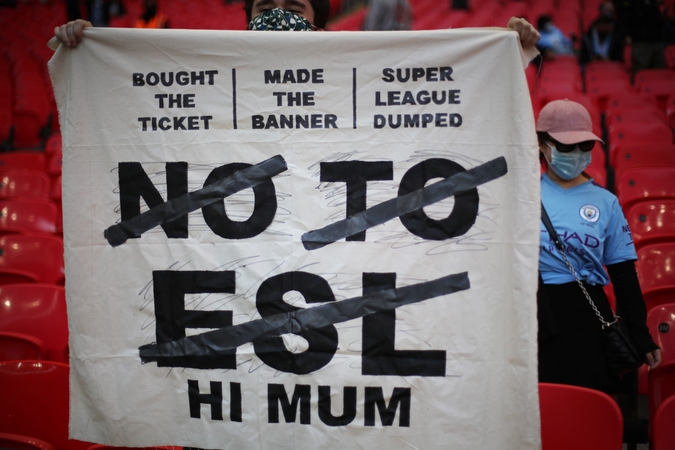 BOUGHT
THE
TICKET
MADE
THE
BANNER
SUPER
LEAGUE
DUMPED
NO TO
ESL
HI MUM